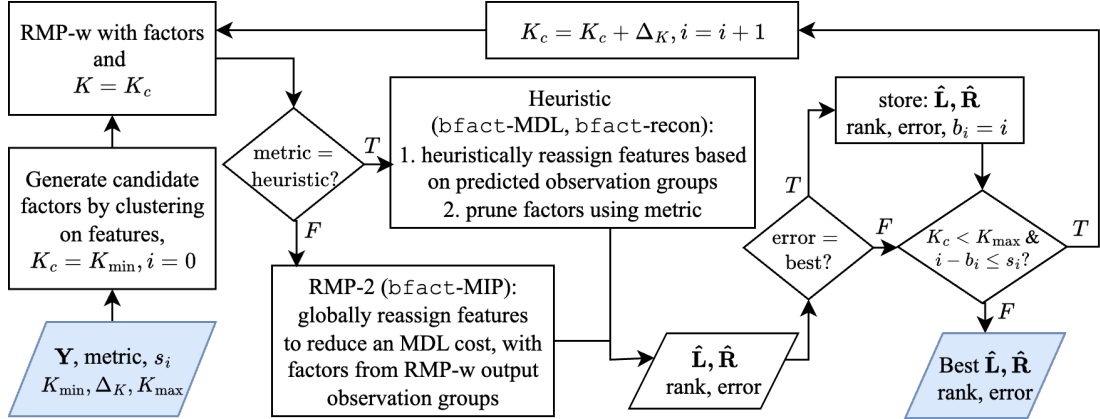 RMP-w with factors
and
K = K_c
K_c = K_c + Δ_K, i = i + 1
Generate candidate
factors by clustering
on features,
K_c = K_min, i = 0
Y, metric, s_i
K_min, Δ_K, K_max
metric =
heuristic?
T
F
Heuristic
(bfact-MDL, bfact-recon):
1. heuristically reassign features based
on predicted observation groups
2. prune factors using metric
RMP-2 (bfact-MIP):
globally reassign features
to reduce an MDL cost, with
factors from RMP-w output
observation groups
L̂, R̂
rank, error
error =
best?
T
F
store: L̂, R̂
rank, error, b_i = i
K_c < K_max &
i − b_i ≤ s_i?
T
F
Best L̂, R̂
rank, error